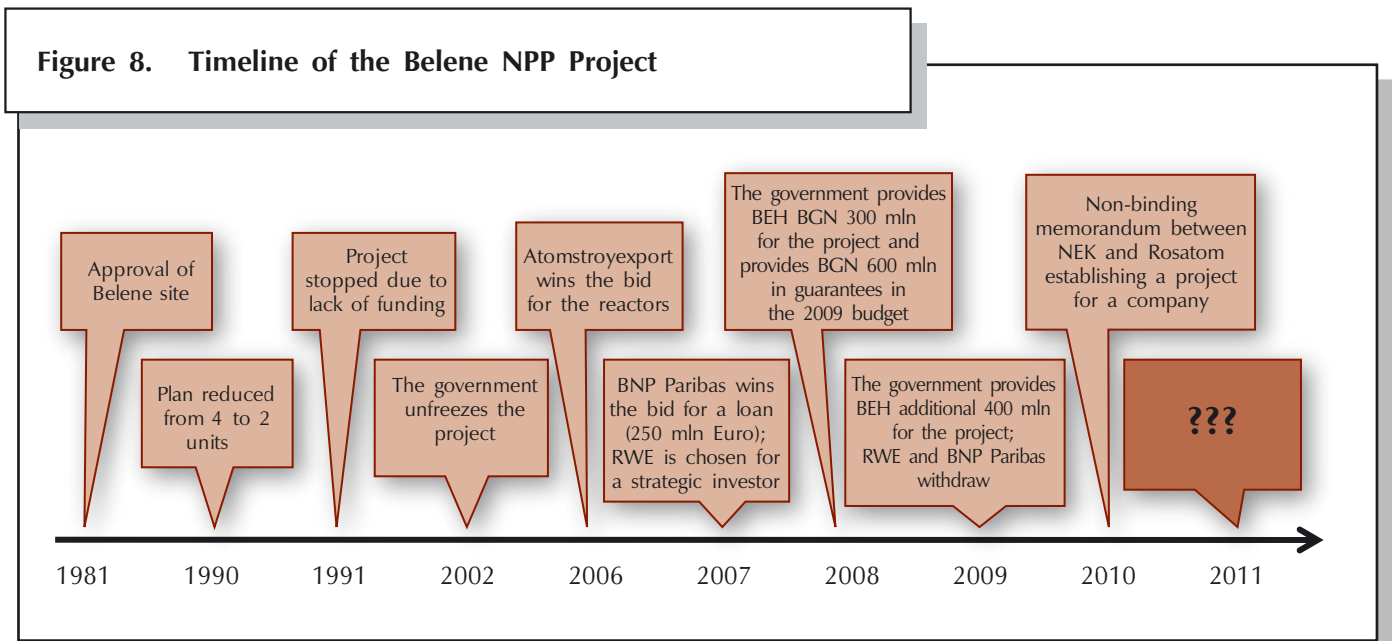 Figure 8. Timeline of the Belene NPP Project
Approval of
Belene site
Plan reduced
from 4 to 2
units
Project
stopped due to
lack of funding
The government
unfreezes the
project
Atomstroyexport
wins the bid
for the reactors
BNP Paribas wins
the bid for a loan
(250 mln Euro);
RWE is chosen for
a strategic investor
The government provides
BEH BGN 300 mln
for the project and
provides BGN 600 mln
in guarantees in
the 2009 budget
The government provides
BEH additional 400 mln
for the project;
RWE and BNP Paribas
withdraw
Non-binding
memorandum between
NEK and Rosatom
establishing a project
for a company
???
1981 1990 1991 2002 2006 2007 2008 2009 2010 2011